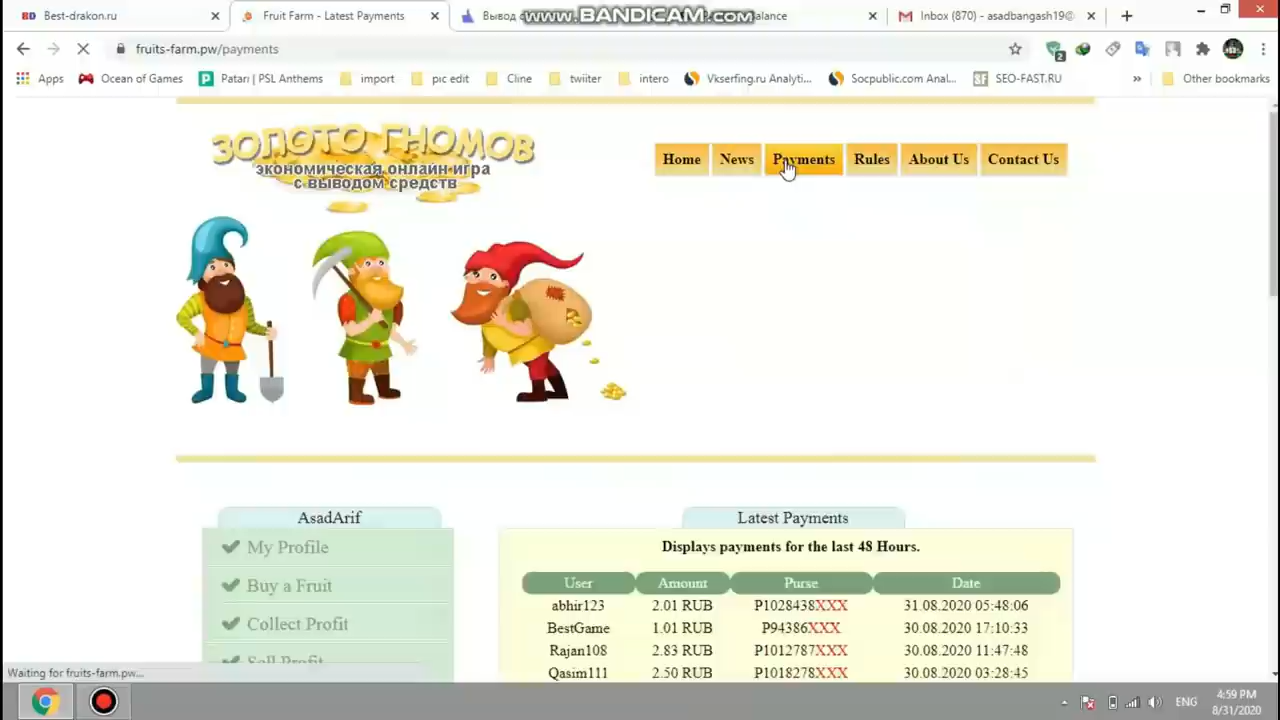 Best-drakon.ru
Fruit Farm - Latest Payments
Вывод с
alance
Inbox (870) - asadbangash19@
www.BANDICAM.com
fruits-farm.pw/payments
2
Apps
Ocean of Games
Patari | PSL Anthems
import
pic edit
Cline
twiiter
intero
Vkserfing.ru Analyti...
Socpublic.com Anal...
SEO-FAST.RU
»
Other bookmarks
ЗОЛОТО ГНОМОВ
экономическая онлайн игра
с выводом средств
Home
News
Payments
Rules
About Us
Contact Us
AsadArif
My Profile
Buy a Fruit
Collect Profit
Sell Profit
Latest Payments
Displays payments for the last 48 Hours.
User Amount Purse Date
abhir123 2.01 RUB P1028438XXX 31.08.2020 05:48:06
BestGame 1.01 RUB P94386XXX 30.08.2020 17:10:33
Rajan108 2.83 RUB P1012787XXX 30.08.2020 11:47:48
Qasim111 2.50 RUB P1018278XXX 30.08.2020 03:28:45
Waiting for fruits-farm.pw...
ENG
4:59 PM
8/31/2020